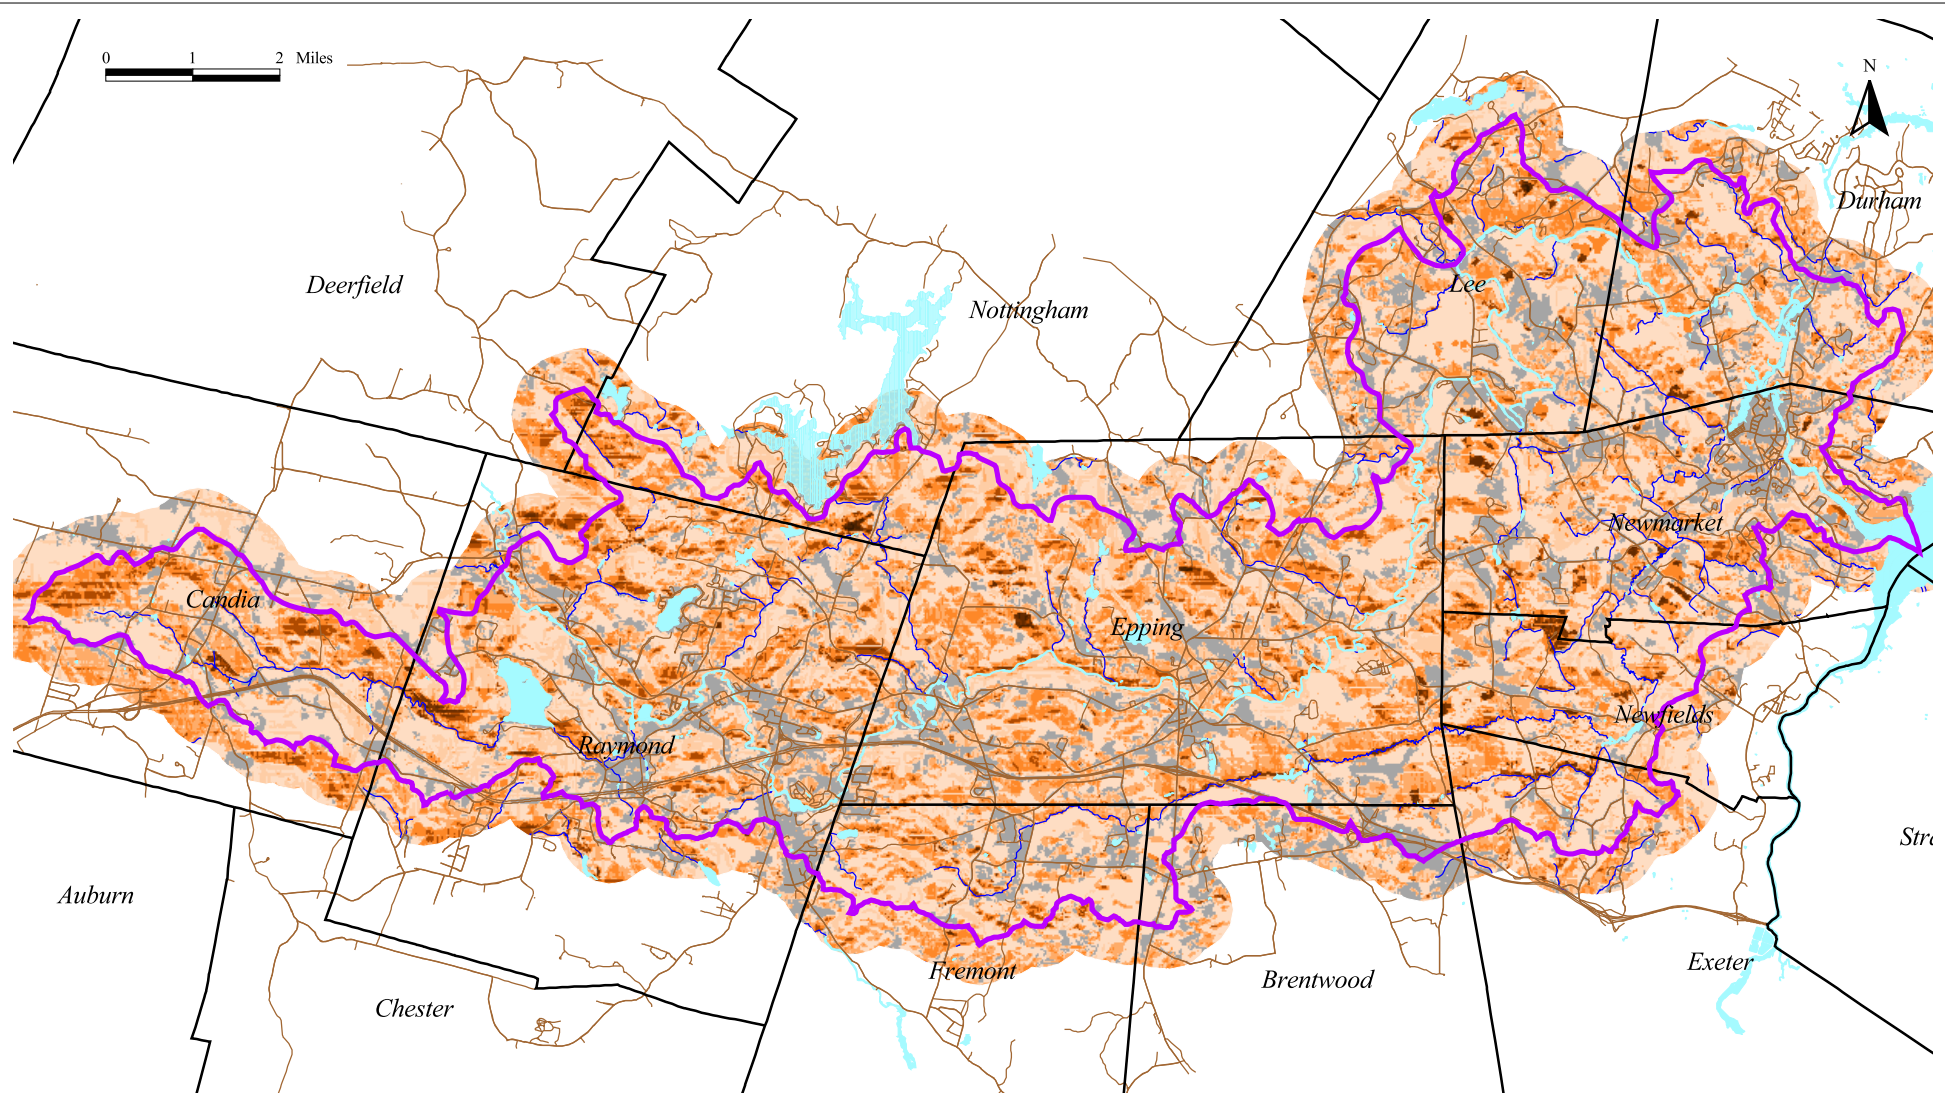 0 1 2 Miles
N
Durham
Deerfield
Lee
Nottingham
Newmarket
Candia
Epping
Newfields
Raymond
Auburn
Fremont
Exeter
Brentwood
Chester